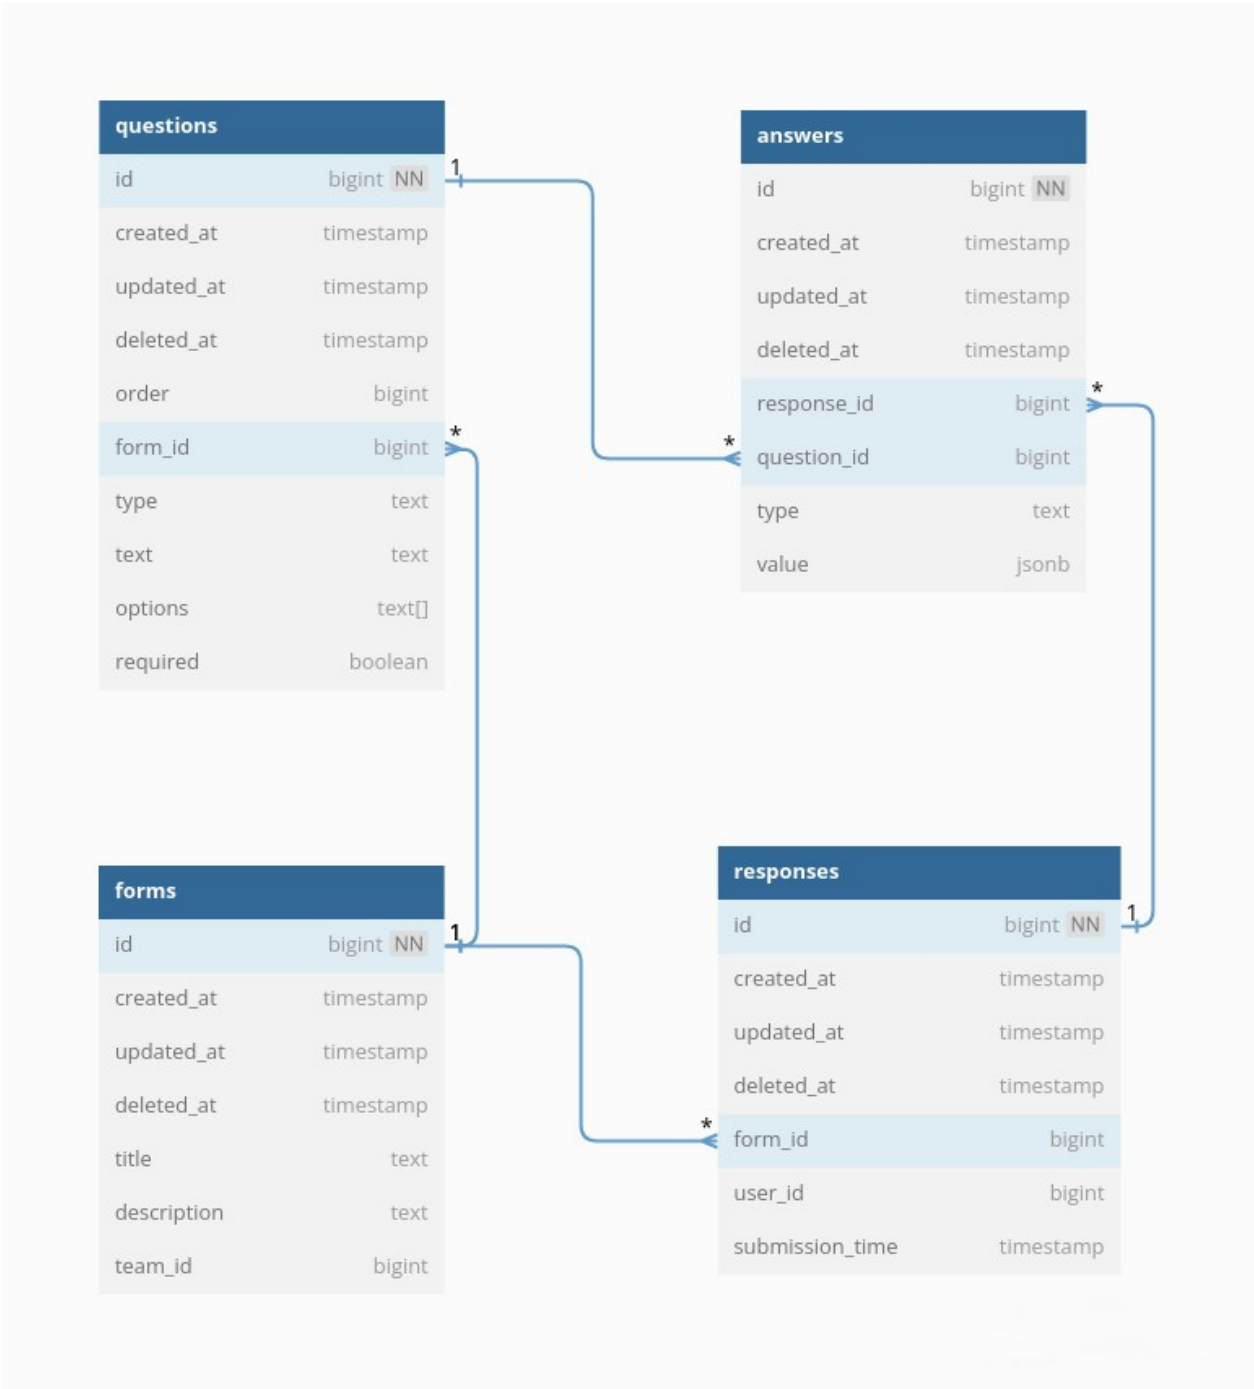 questions
id bigint NN
created_at timestamp
updated_at timestamp
deleted_at timestamp
order bigint
form_id bigint
type text
text text
options text[]
required boolean
1
*
answers
id bigint NN
created_at timestamp
updated_at timestamp
deleted_at timestamp
response_id bigint
question_id bigint
type text
value jsonb
*
*
forms
id bigint NN
created_at timestamp
updated_at timestamp
deleted_at timestamp
title text
description text
team_id bigint
1
responses
id bigint NN
created_at timestamp
updated_at timestamp
deleted_at timestamp
form_id bigint
user_id bigint
submission_time timestamp
1
*